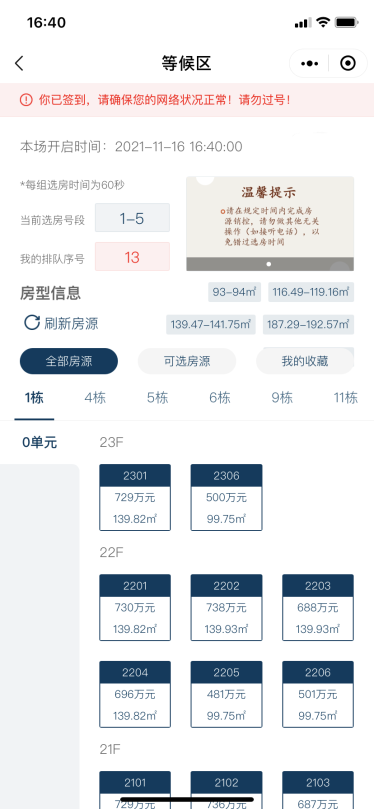 16:40
等候区
你已签到，请确保您的网络状况正常！请勿过号！
本场开启时间：2021-11-16 16:40:00
*每组选房时间为60秒
当前选房号段 1-5
我的排队序号 13
温馨提示
请在规定时间内完成房
源销控，请勿做其他无关
操作（如接听电话），以
免错过选房时间
房型信息
93-94㎡ 116.49-119.16㎡
刷新房源
139.47-141.75㎡ 187.29-192.57㎡
全部房源 可选房源 我的收藏
1栋 4栋 5栋 6栋 9栋 11栋
0单元
23F
2301 2306
729万元 500万元
139.82㎡ 99.75㎡
22F
2201 2202 2203
730万元 738万元 688万元
139.82㎡ 139.93㎡ 139.93㎡
2204 2205 2206
696万元 481万元 501万元
139.82㎡ 99.75㎡ 99.75㎡
21F
2101 2102 2103
729万元 736万元 687万元